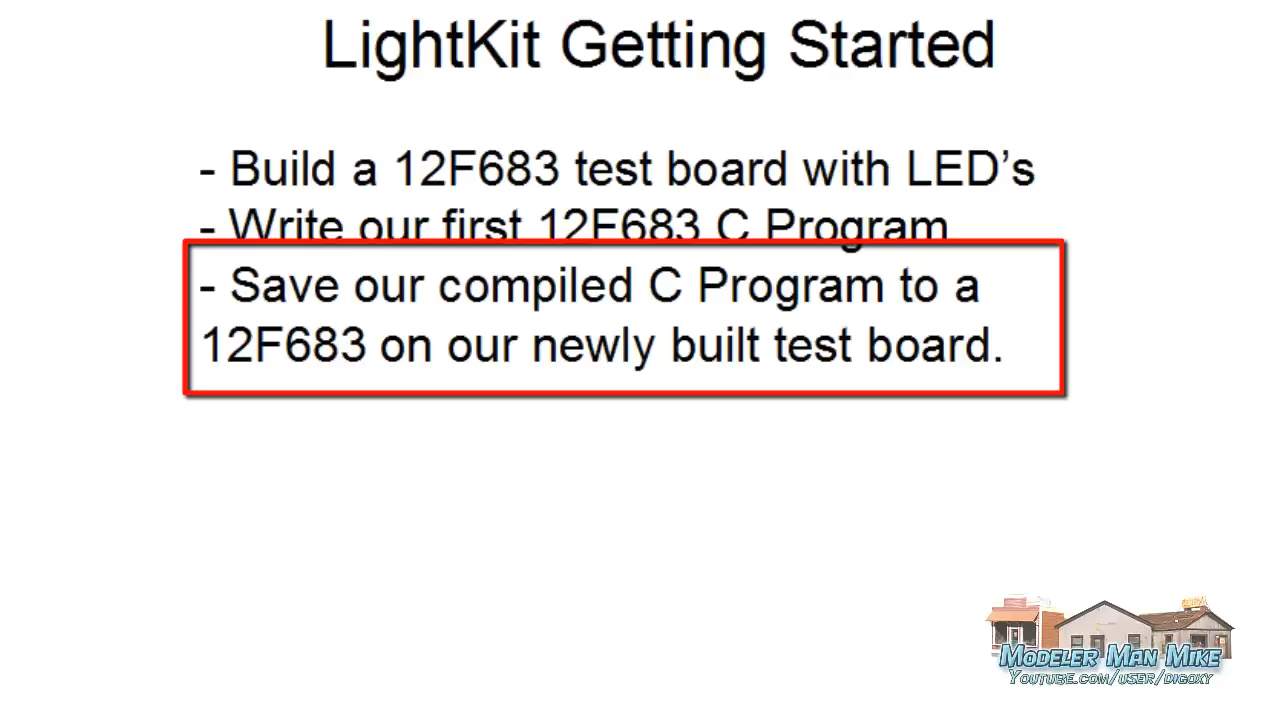 LightKit Getting Started
- Build a 12F683 test board with LED’s
- Write our first 12F683 C Program
- Save our compiled C Program to a
12F683 on our newly built test board.
Modeler Man Mike
Youtube.com/user/digoxy